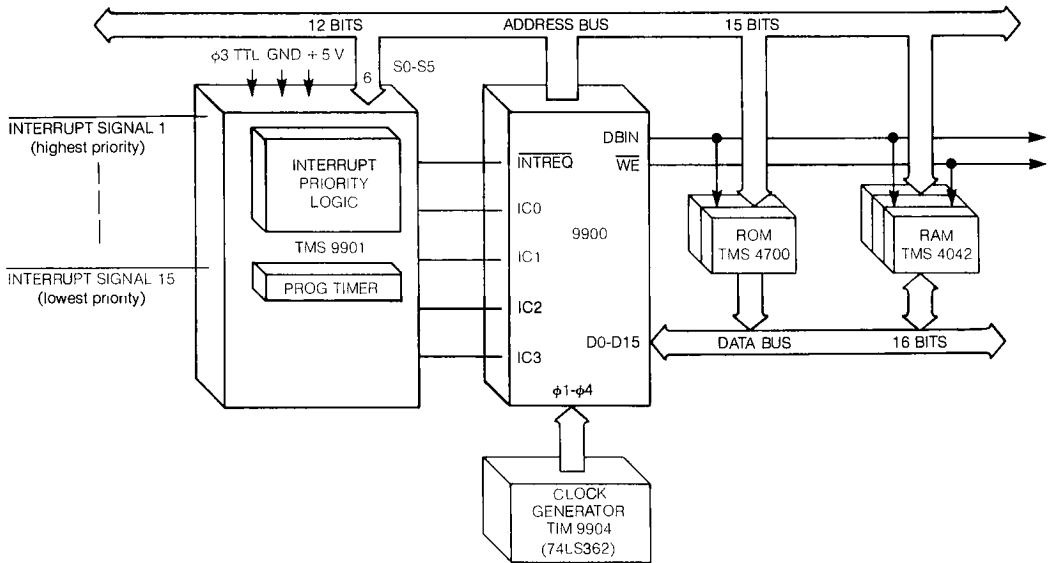 12 BITS ADDRESS BUS 15 BITS
ϕ3 TTL GND + 5 V
6 S0-S5
INTERRUPT SIGNAL 1
(highest priority)
INTERRUPT SIGNAL 15
(lowest priority)
INTERRUPT
PRIORITY
LOGIC
TMS 9901
PROG TIMER
INTREQ
IC0
IC1
IC2
IC3
9900
DBIN
WE
D0-D15
ϕ1-ϕ4
ROM
TMS 4700
RAM
TMS 4042
DATA BUS 16 BITS
CLOCK
GENERATOR
TIM 9904
(74LS362)